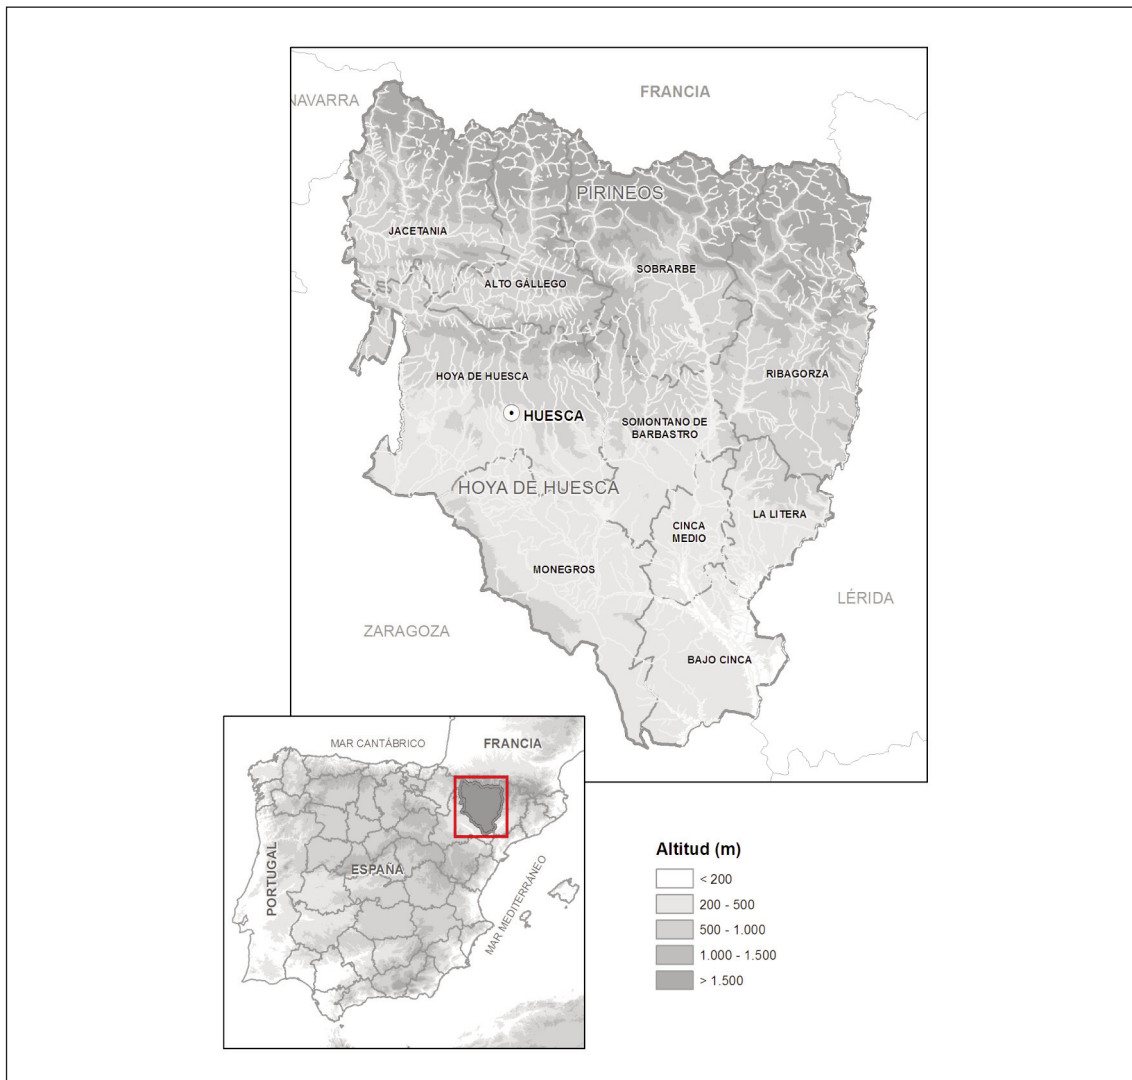 NAVARRA
FRANCIA
PIRINEOS
JACETANIA
SOBRARBE
ALTO GÁLLEGO
HOYA DE HUESCA
RIBAGORZA
HUESCA
SOMONTANO DE
BARBASTRO
HOYA DE HUESCA
LA LITERA
CINCA
MEDIO
MONEGROS
LÉRIDA
ZARAGOZA
BAJO CINCA
MAR CANTÁBRICO
FRANCIA
PORTUGAL
ESPAÑA
MAR MEDITERRÁNEO
Altitud (m)
< 200
200 - 500
500 - 1.000
1.000 - 1.500
> 1.500